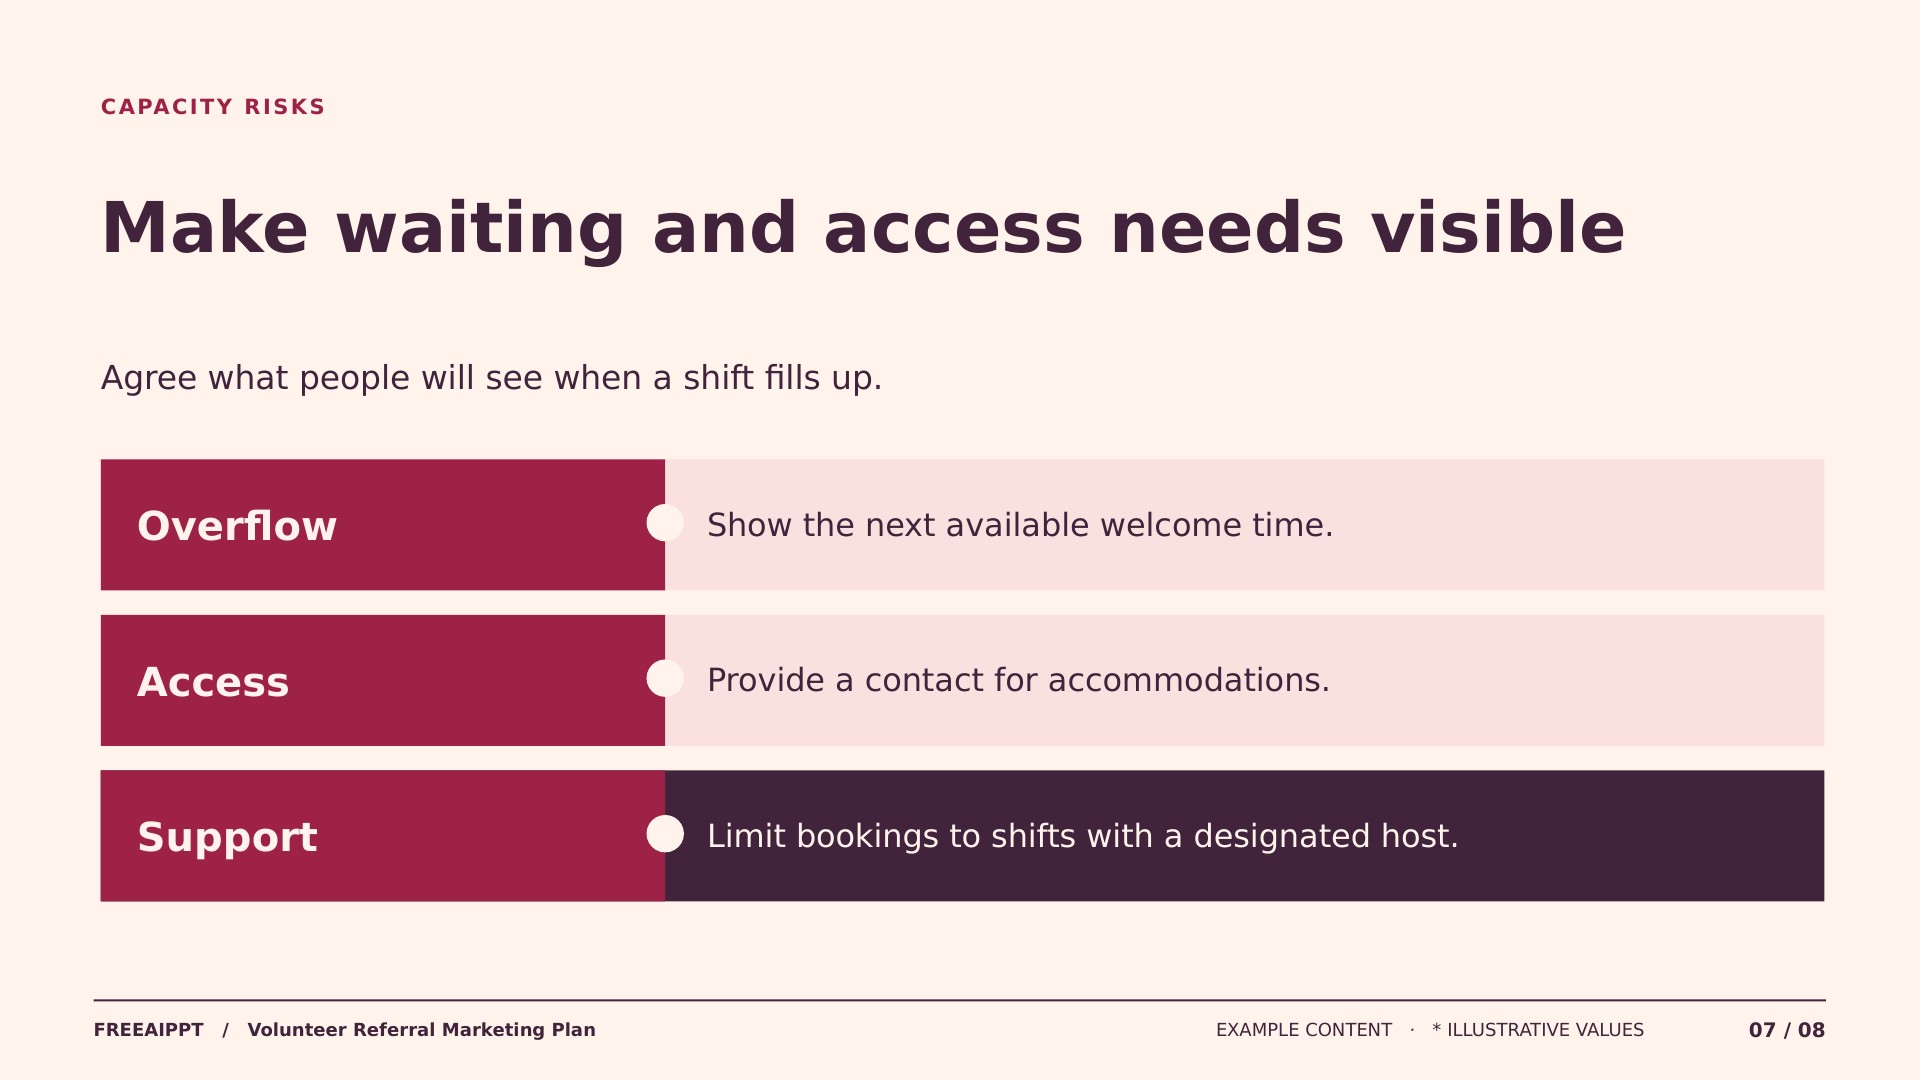 CAPACITY RISKS
Make waiting and access needs visible
Agree what people will see when a shift fills up.
Overflow
Show the next available welcome time.
Access
Provide a contact for accommodations.
Support
Limit bookings to shifts with a designated host.
FREEAIPPT / Volunteer Referral Marketing Plan
EXAMPLE CONTENT · * ILLUSTRATIVE VALUES
07 / 08